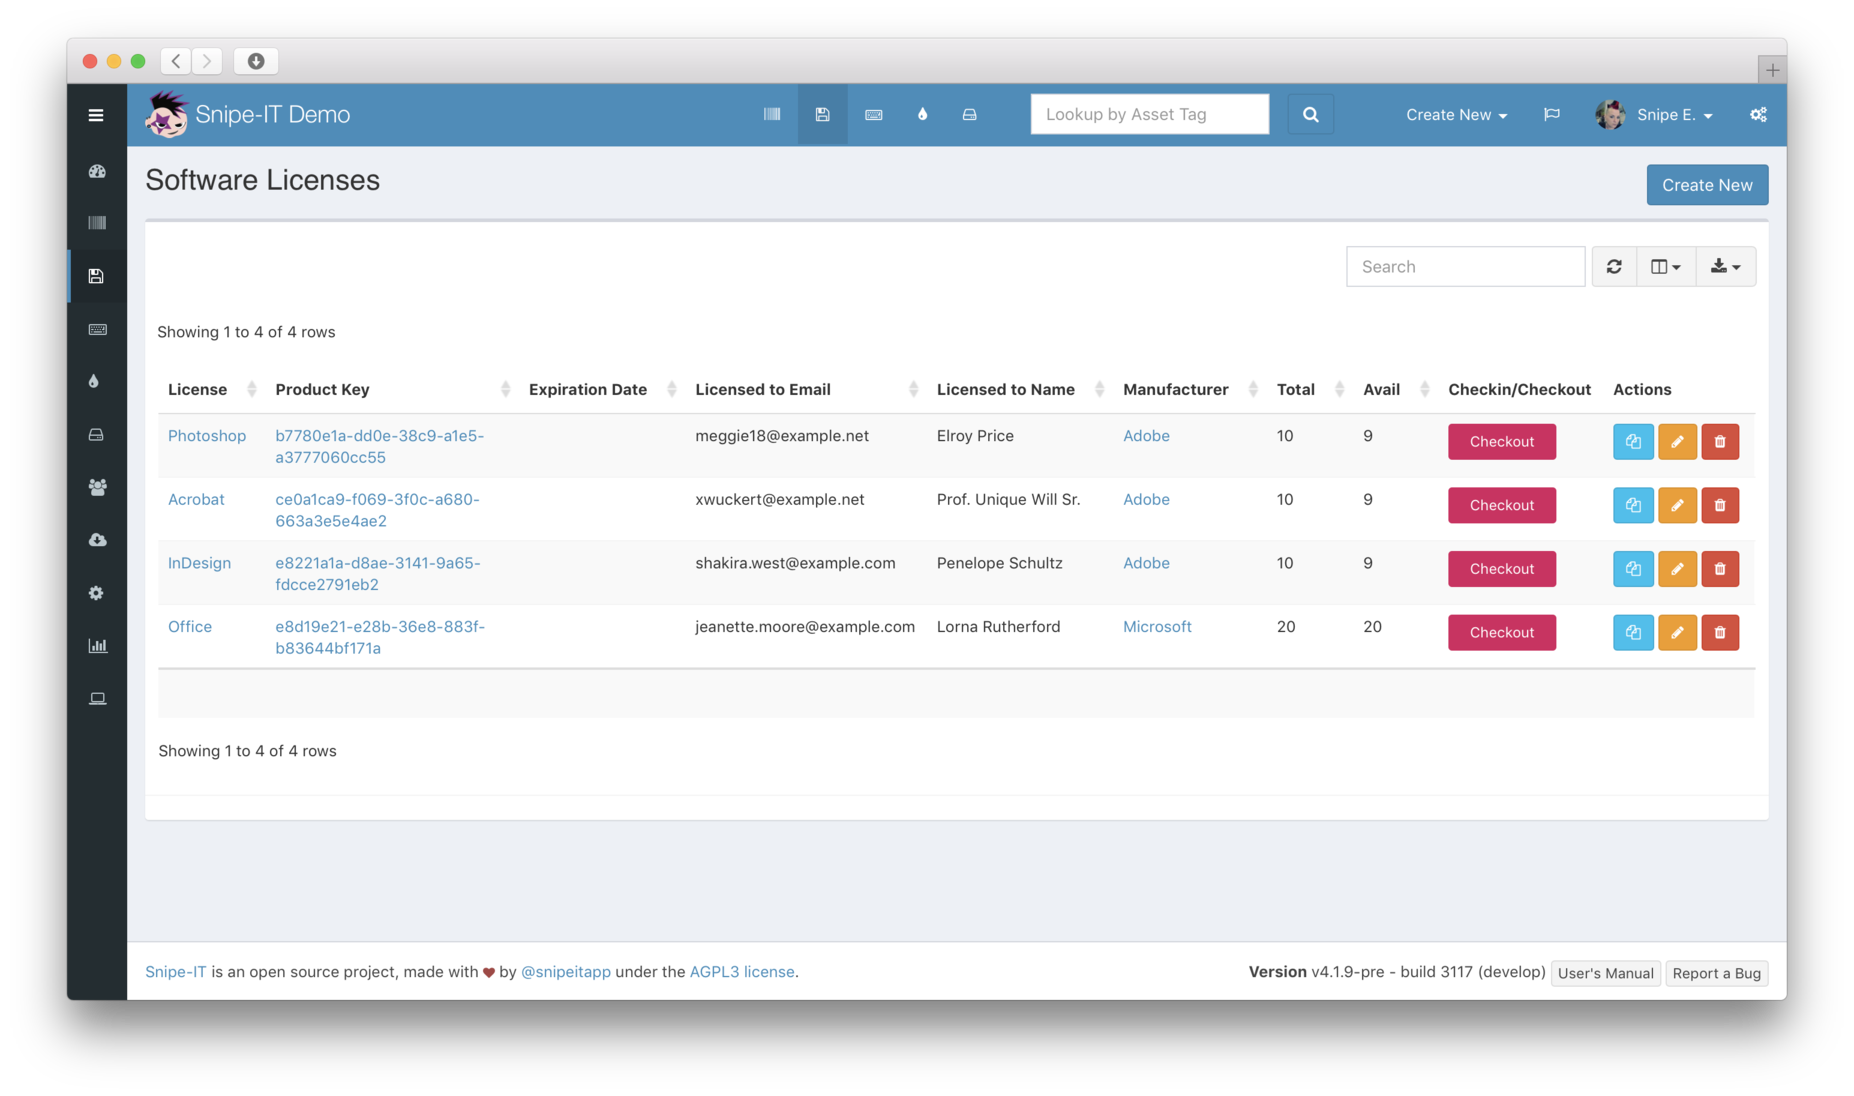 Snipe-IT Demo
Lookup by Asset Tag
Create New
Snipe E.
Software Licenses
Create New
Search
Showing 1 to 4 of 4 rows
License Product Key Expiration Date Licensed to Email Licensed to Name Manufacturer Total Avail Checkin/Checkout Actions
Photoshop b7780e1a-dd0e-38c9-a1e5- meggie18@example.net Elroy Price Adobe 10 9 Checkout
a3777060cc55
Acrobat ce0a1ca9-f069-3f0c-a680- xwuckert@example.net Prof. Unique Will Sr. Adobe 10 9 Checkout
663a3e5e4ae2
InDesign e8221a1a-d8ae-3141-9a65- shakira.west@example.com Penelope Schultz Adobe 10 9 Checkout
fdcce2791eb2
Office e8d19e21-e28b-36e8-883f- jeanette.moore@example.com Lorna Rutherford Microsoft 20 20 Checkout
b83644bf171a
Showing 1 to 4 of 4 rows
Snipe-IT is an open source project, made with ♥ by @snipeitapp under the AGPL3 license.
Version v4.1.9-pre - build 3117 (develop) User's Manual Report a Bug